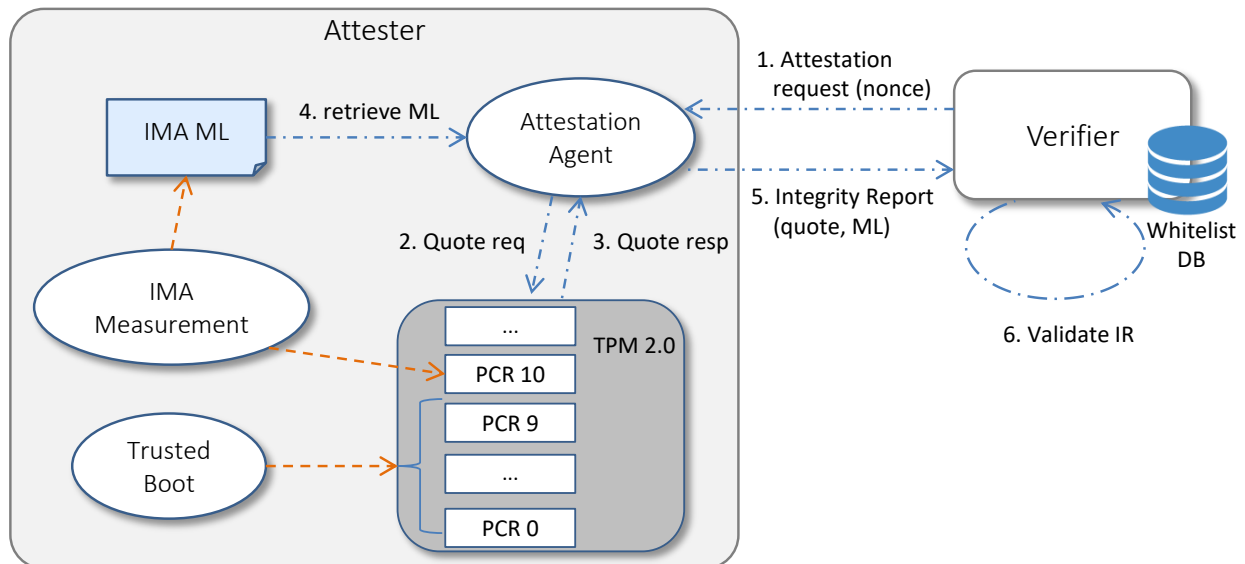 Attester
1. Attestation
request (nonce)
IMA ML
4. retrieve ML
Attestation
Agent
Verifier
5. Integrity Report
(quote, ML)
2. Quote req
3. Quote resp
Whitelist
DB
IMA
Measurement
6. Validate IR
...
TPM 2.0
PCR 10
PCR 9
Trusted
Boot
...
PCR 0